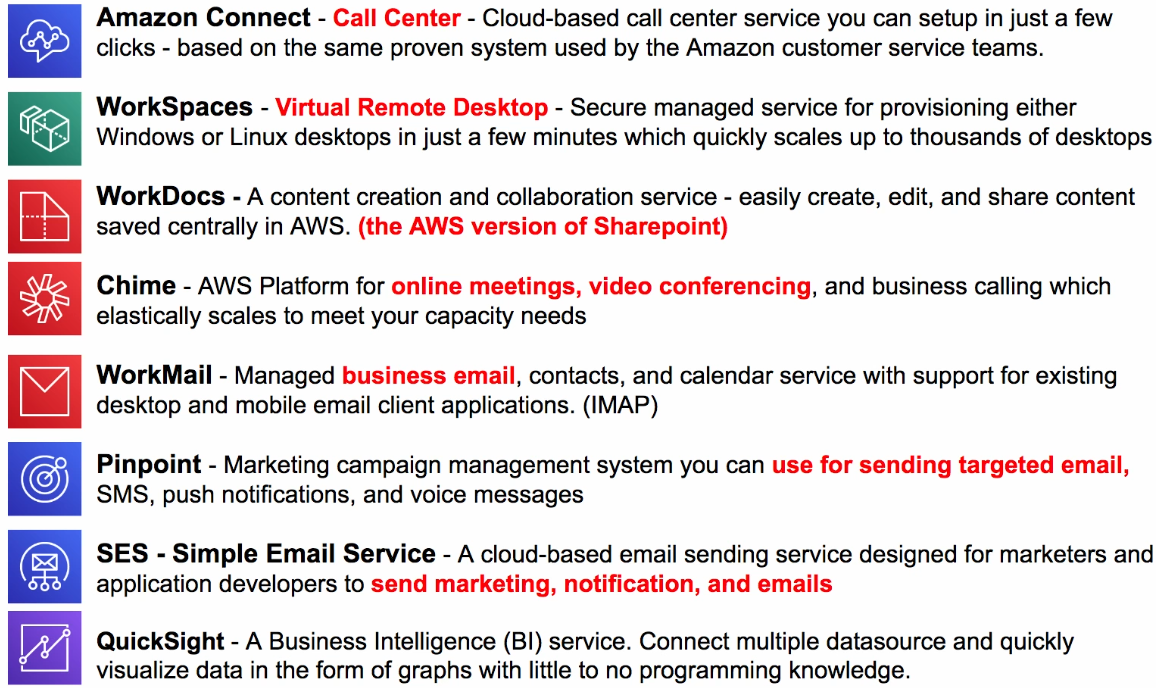 Amazon Connect - Call Center - Cloud-based call center service you can setup in just a few
clicks - based on the same proven system used by the Amazon customer service teams.
WorkSpaces - Virtual Remote Desktop - Secure managed service for provisioning either
Windows or Linux desktops in just a few minutes which quickly scales up to thousands of desktops
WorkDocs - A content creation and collaboration service - easily create, edit, and share content
saved centrally in AWS. (the AWS version of Sharepoint)
Chime - AWS Platform for online meetings, video conferencing, and business calling which
elastically scales to meet your capacity needs
WorkMail - Managed business email, contacts, and calendar service with support for existing
desktop and mobile email client applications. (IMAP)
Pinpoint - Marketing campaign management system you can use for sending targeted email,
SMS, push notifications, and voice messages
SES - Simple Email Service - A cloud-based email sending service designed for marketers and
application developers to send marketing, notification, and emails
QuickSight - A Business Intelligence (BI) service. Connect multiple datasource and quickly
visualize data in the form of graphs with little to no programming knowledge.